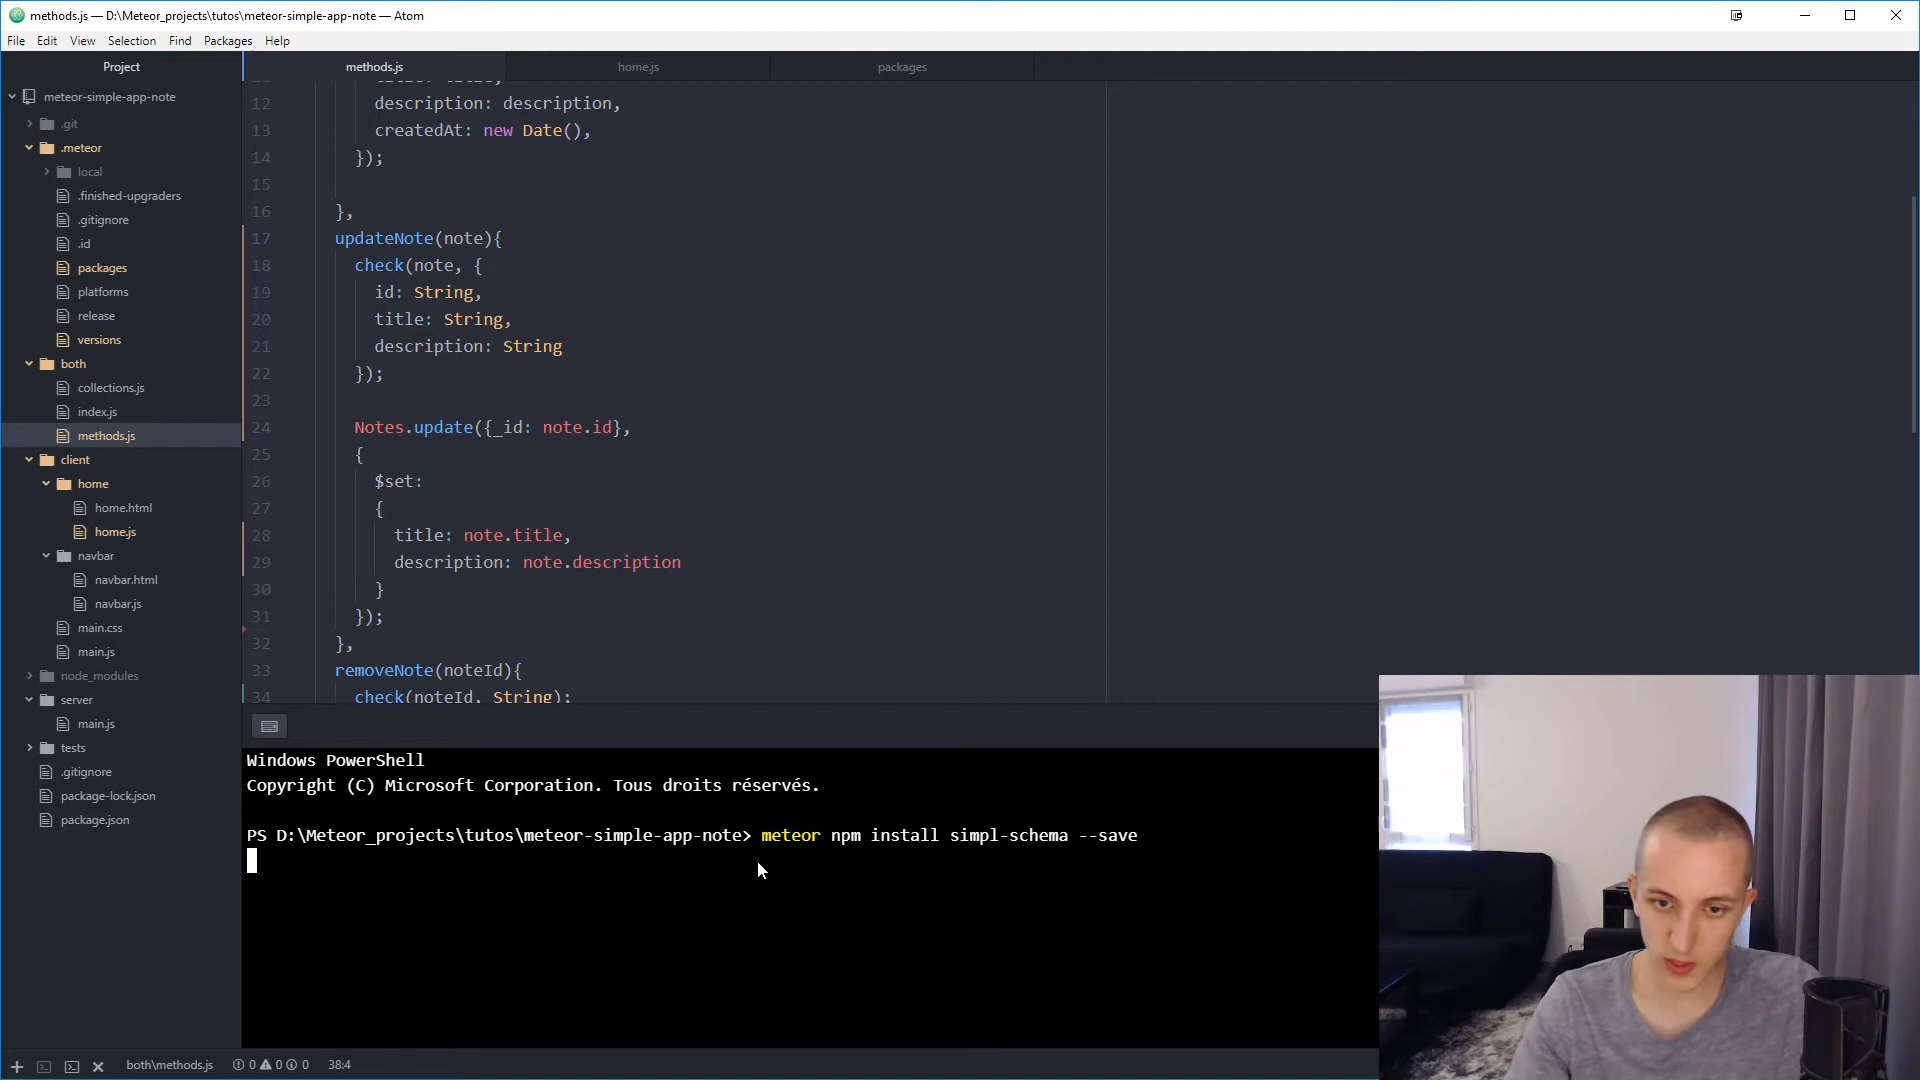 methods.js — D:\Meteor_projects\tutos\meteor-simple-app-note — Atom
File Edit View Selection Find Packages Help
Project
meteor-simple-app-note
.git
.meteor
local
.finished-upgraders
.gitignore
.id
packages
platforms
release
versions
both
collections.js
index.js
methods.js
client
home
home.html
home.js
navbar
navbar.html
navbar.js
main.css
main.js
node_modules
server
main.js
tests
.gitignore
package-lock.json
package.json
methods.js home.js packages
12 description: description,
13 createdAt: new Date(),
14 });
15
16 },
17 updateNote(note){
18 check(note, {
19 id: String,
20 title: String,
21 description: String
22 });
23
24 Notes.update({_id: note.id},
25 {
26 $set:
27 {
28 title: note.title,
29 description: note.description
30 }
31 });
32 },
33 removeNote(noteId){
34 check(noteId, String);
Windows PowerShell
Copyright (C) Microsoft Corporation. Tous droits réservés.
PS D:\Meteor_projects\tutos\meteor-simple-app-note> meteor npm install simpl-schema --save
both\methods.js 0 0 0 38:4